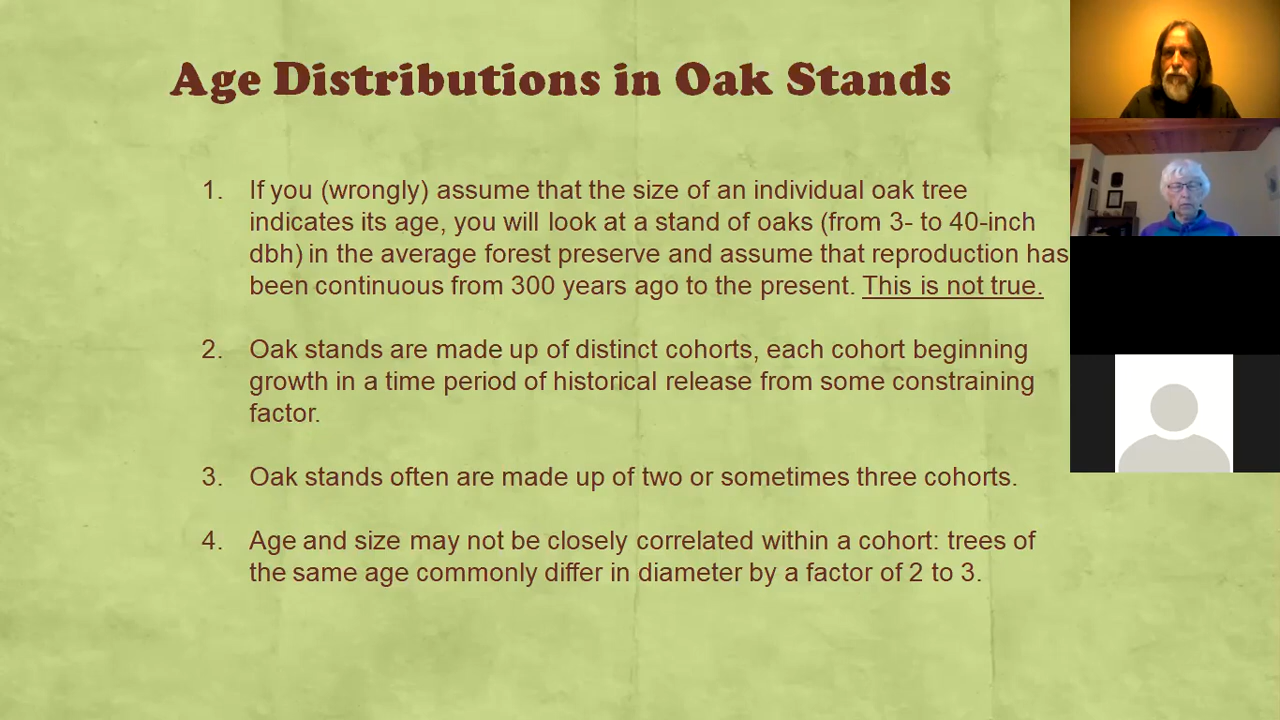 Age Distributions in Oak Stands
1. If you (wrongly) assume that the size of an individual oak tree
indicates its age, you will look at a stand of oaks (from 3- to 40-inch
dbh) in the average forest preserve and assume that reproduction has
been continuous from 300 years ago to the present. This is not true.
2. Oak stands are made up of distinct cohorts, each cohort beginning
growth in a time period of historical release from some constraining
factor.
3. Oak stands often are made up of two or sometimes three cohorts.
4. Age and size may not be closely correlated within a cohort: trees of
the same age commonly differ in diameter by a factor of 2 to 3.